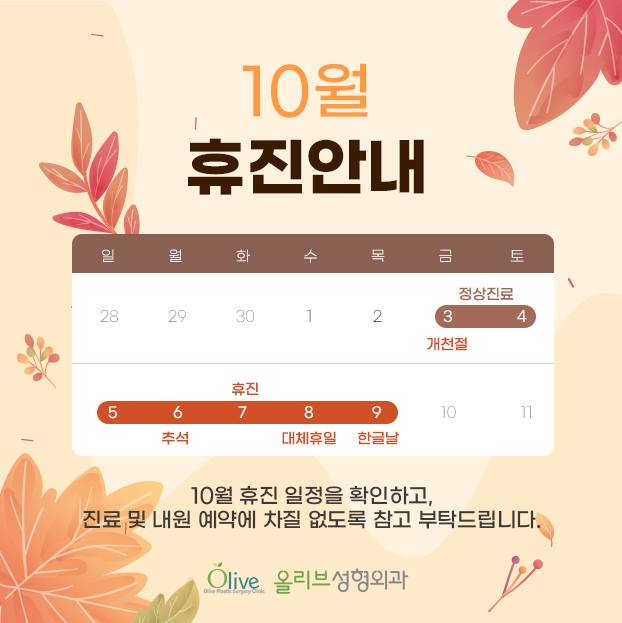 10월
휴진안내
일 월 화 수 목 금 토
정상진료
28 29 30 1 2 3 4
개천절
휴진
5 6 7 8 9 10 11
추석 대체휴일 한글날
10월 휴진 일정을 확인하고,
진료 및 내원 예약에 차질 없도록 참고 부탁드립니다.
Olive 올리브성형외과
Olive Plastic Surgery Clinic